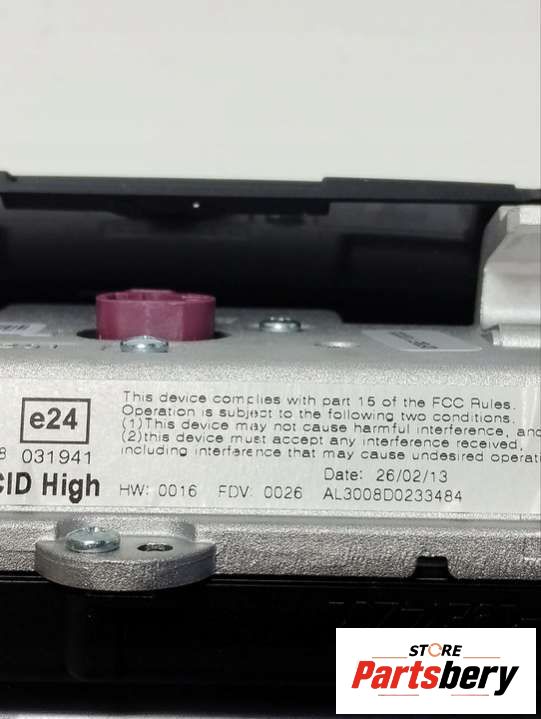 e24
This device complies with part 15 of the FCC Rules.
Operation is subject to the following two conditions.
(1)This device may not cause harmful interference, and
(2)this device must accept any interference received,
including interference that may cause undesired operati
8 031941
CID High
Date: 26/02/13
HW: 0016 FDV: 0026 AL3008D0233484
STORE
Partsbery